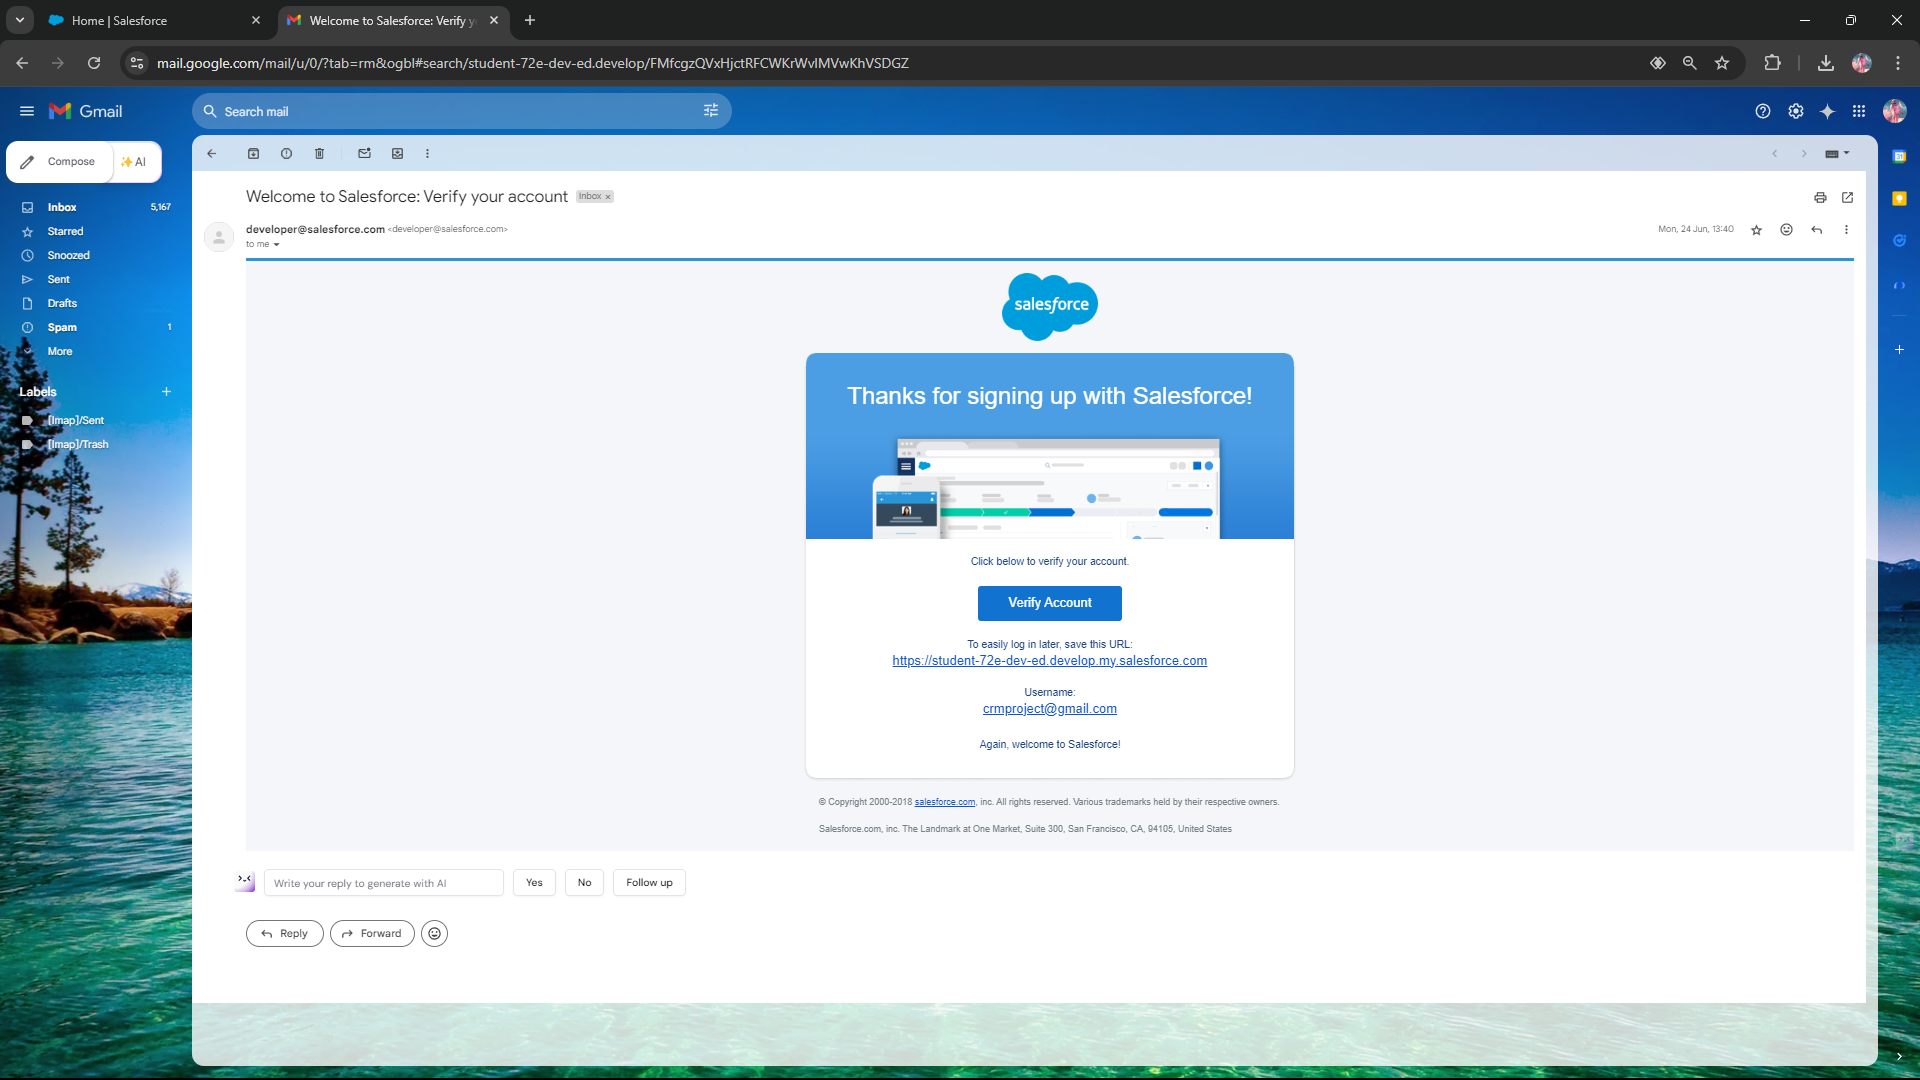 Home | Salesforce
Welcome to Salesforce: Verify y
mail.google.com/mail/u/0/?tab=rm&ogbl#search/student-72e-dev-ed.develop/FMfcgzQVxHjctRFCWKrWvIMVwKhVSDGZ
Gmail
Search mail
Compose
AI
Inbox 5,167
Starred
Snoozed
Sent
Drafts
Spam 1
More
Labels
[Imap]/Sent
[Imap]/Trash
Welcome to Salesforce: Verify your account Inbox x
developer@salesforce.com <developer@salesforce.com>
Mon, 24 Jun, 13:40
to me
salesforce
Thanks for signing up with Salesforce!
Click below to verify your account.
Verify Account
To easily log in later, save this URL:
https://student-72e-dev-ed.develop.my.salesforce.com
Username:
crmproject@gmail.com
Again, welcome to Salesforce!
© Copyright 2000-2018 salesforce.com, inc. All rights reserved. Various trademarks held by their respective owners.
Salesforce.com, inc. The Landmark at One Market, Suite 300, San Francisco, CA, 94105, United States
Write your reply to generate with AI
Yes
No
Follow up
Reply
Forward